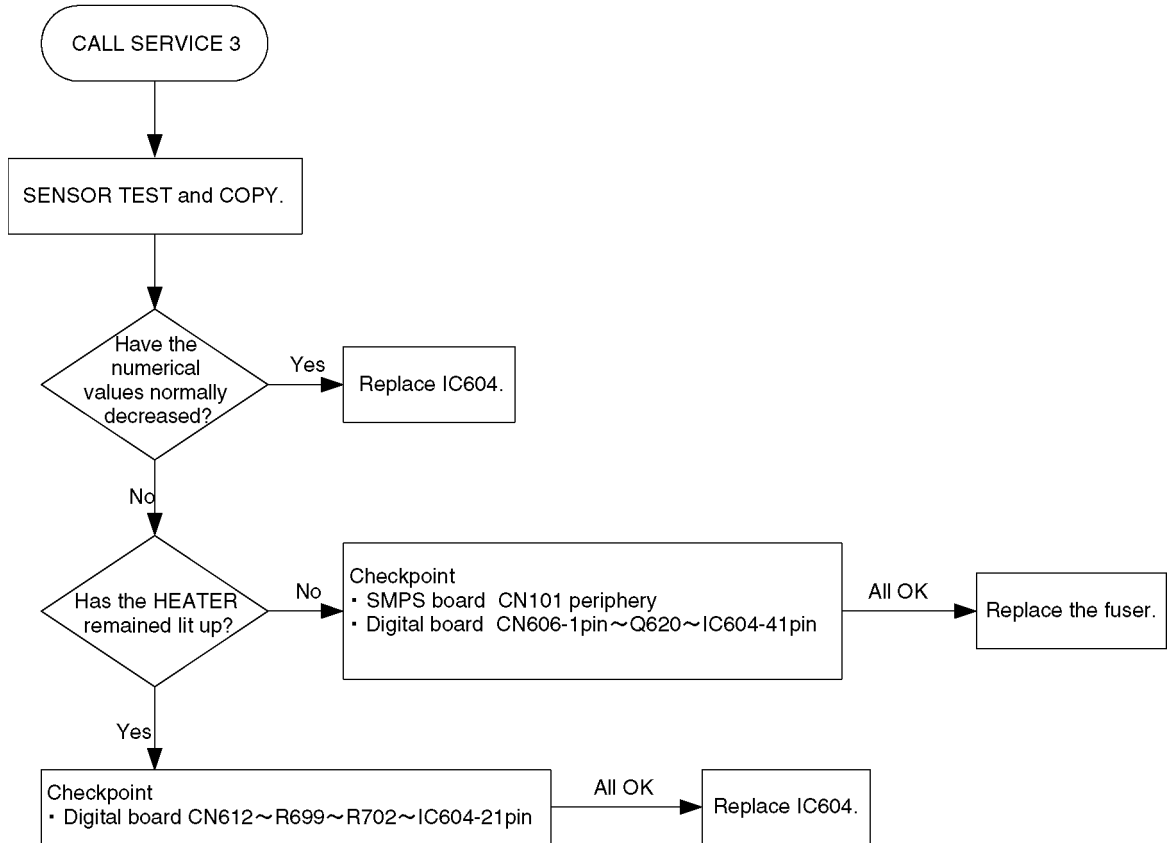 CALL SERVICE 3
SENSOR TEST and COPY.
Have the
numerical
values normally
decreased?
Yes
Replace IC604.
No
Has the HEATER
remained lit up?
No
Checkpoint
・ SMPS board  CN101 periphery
・ Digital board  CN606-1pin～Q620～IC604-41pin
All OK
Replace the fuser.
Yes
Checkpoint
・ Digital board CN612～R699～R702～IC604-21pin
All OK
Replace IC604.